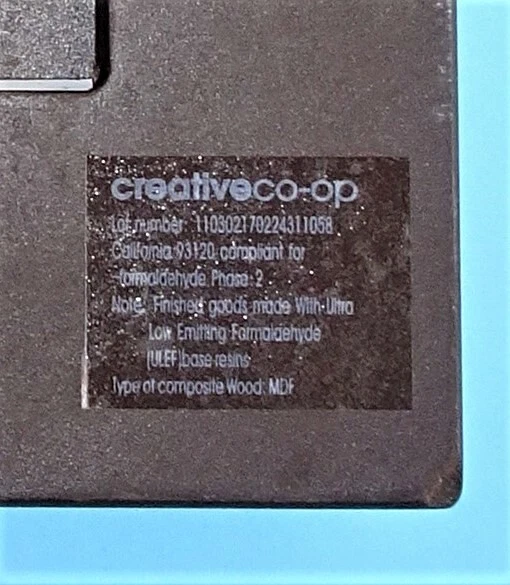 creativeco-op
Lot number: 110302170224311058
California 93120 compliant for
formaldehyde Phase: 2
Note: Finished goods made With Ultra
Low Emitting Formaldehyde
(ULEF)base resins
Type of composite Wood: MDF